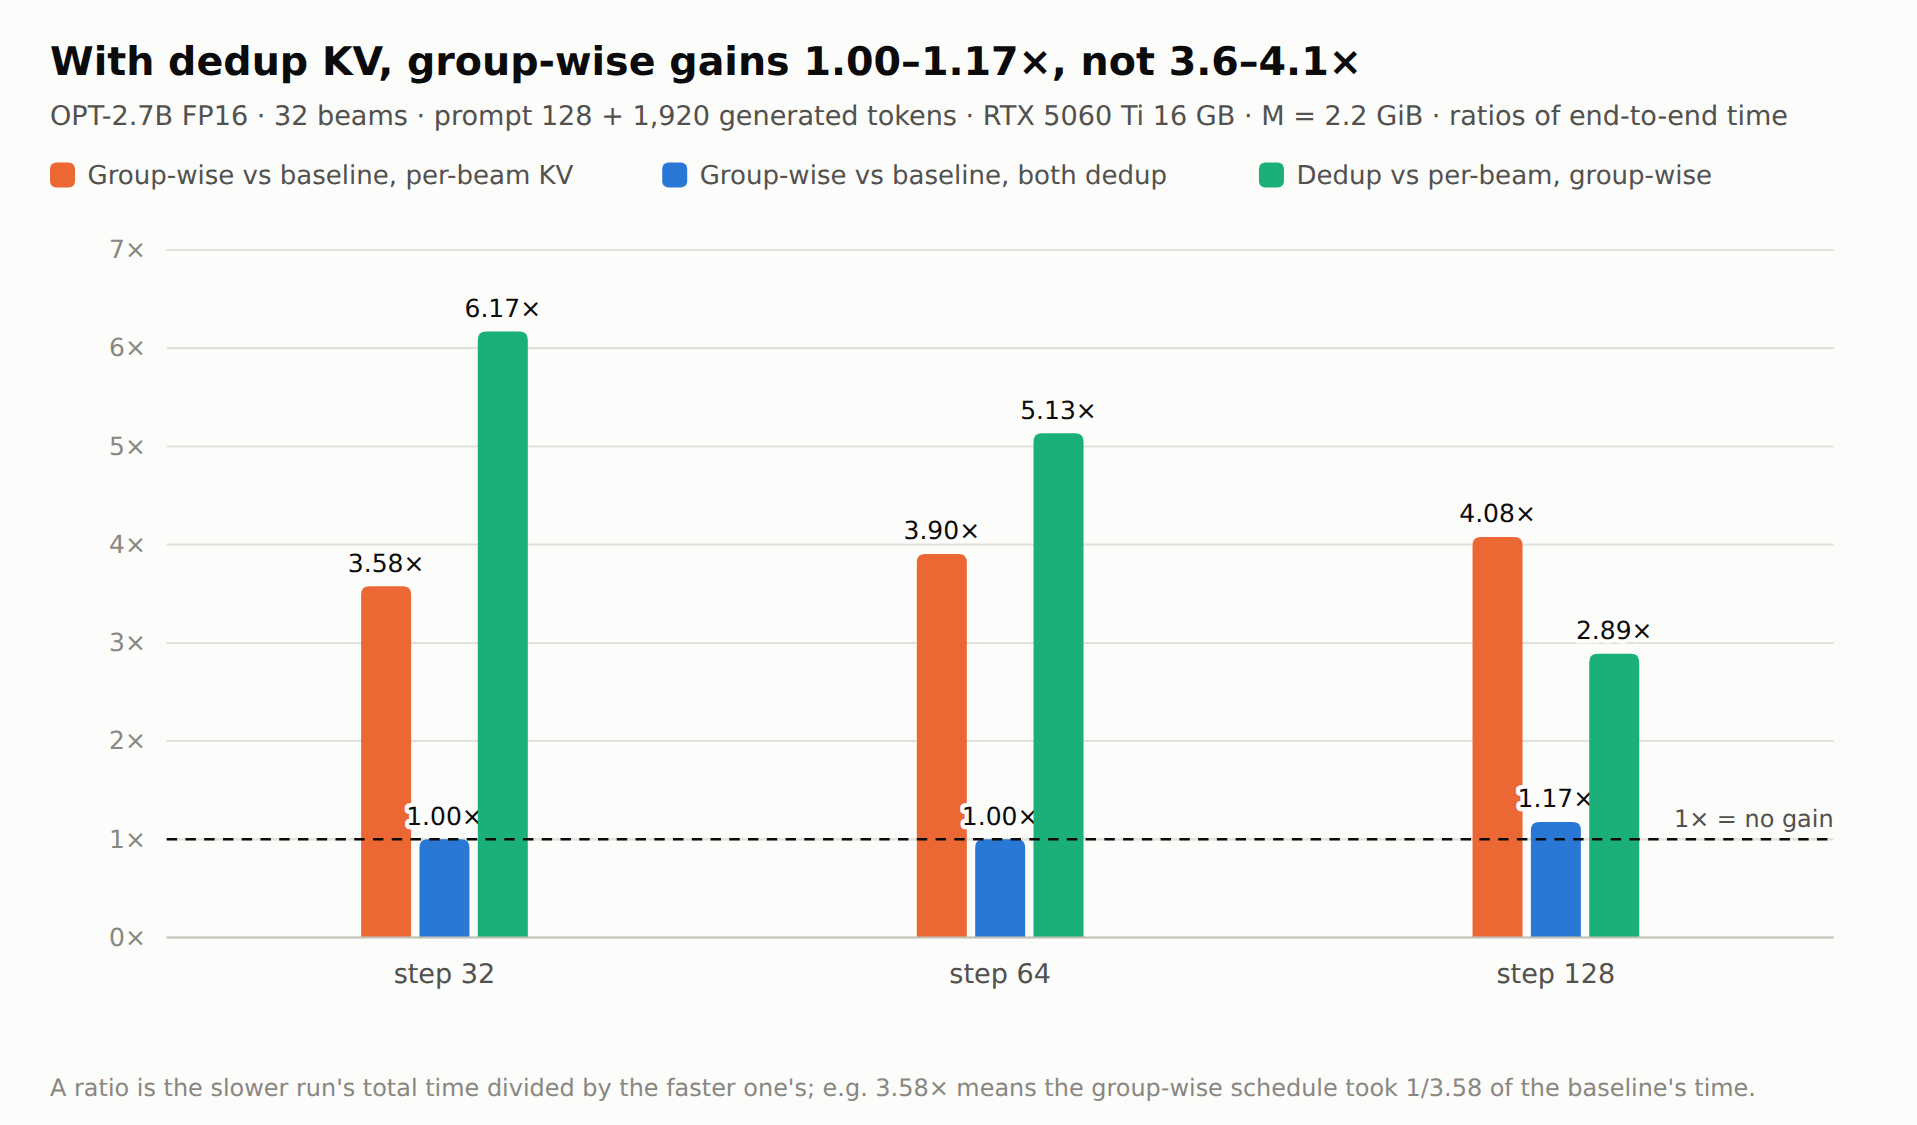 With dedup KV, group-wise gains 1.00–1.17×, not 3.6–4.1×
OPT-2.7B FP16 · 32 beams · prompt 128 + 1,920 generated tokens · RTX 5060 Ti 16 GB · M = 2.2 GiB · ratios of end-to-end time
Group-wise vs baseline, per-beam KV
Group-wise vs baseline, both dedup
Dedup vs per-beam, group-wise
7×
6×
5×
4×
3×
2×
1×
0×
3.58×
1.00×
6.17×
3.90×
1.00×
5.13×
4.08×
1.17×
2.89×
1× = no gain
step 32
step 64
step 128
A ratio is the slower run's total time divided by the faster one's; e.g. 3.58× means the group-wise schedule took 1/3.58 of the baseline's time.